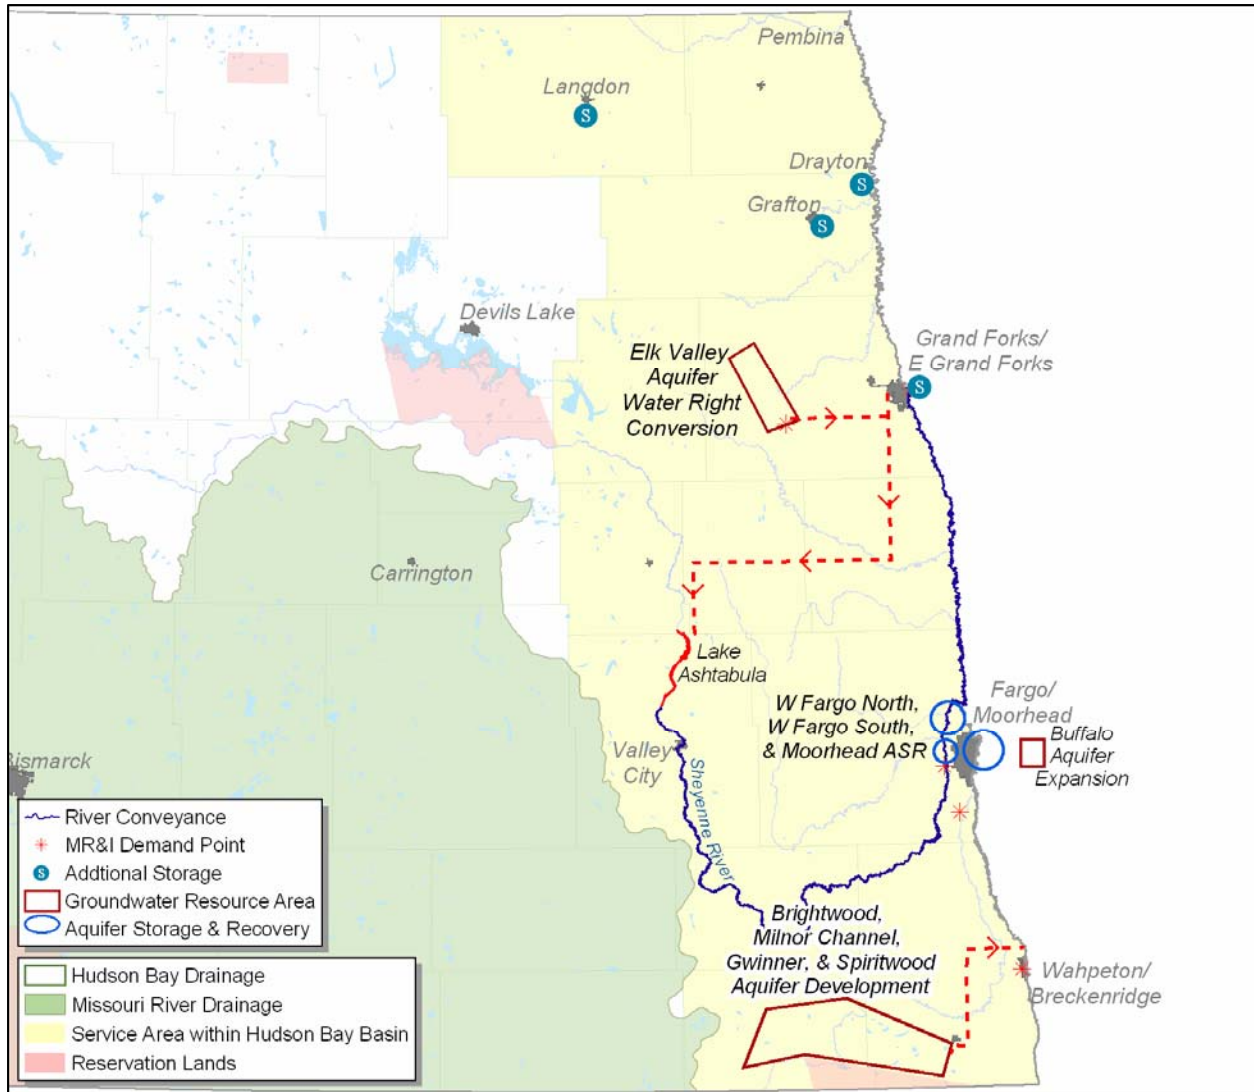 Pembina
Langdon
S
Drayton
S
Grafton
S
Devils Lake
Grand Forks/
E Grand Forks
S
Elk Valley
Aquifer
Water Right
Conversion
Carrington
Lake
Ashtabula
W Fargo North,
W Fargo South,
& Moorhead ASR
Fargo/
Moorhead
Buffalo
Aquifer
Expansion
Valley
City
Sheyenne River
Bismarck
Brightwood,
Milnor Channel,
Gwinner, & Spiritwood
Aquifer Development
Wahpeton/
Breckenridge
River Conveyance
MR&I Demand Point
S Addtional Storage
Groundwater Resource Area
Aquifer Storage & Recovery
Hudson Bay Drainage
Missouri River Drainage
Service Area within Hudson Bay Basin
Reservation Lands